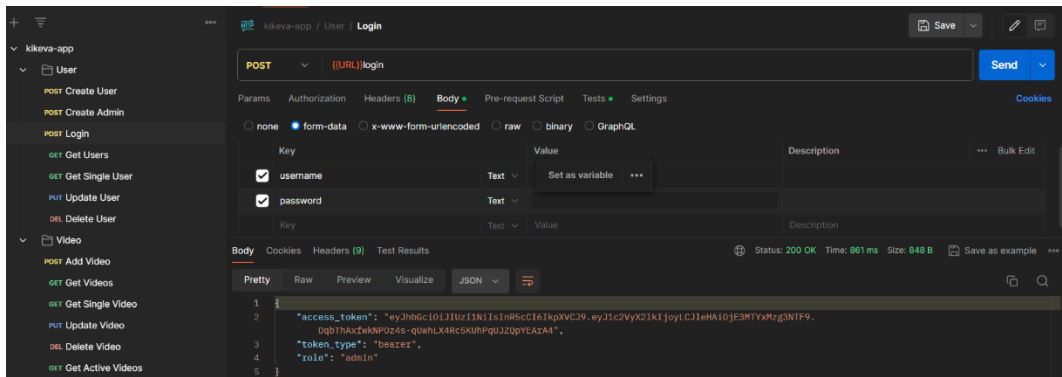 kikeva-app
User
POST Create User
POST Create Admin
POST Login
GET Get Users
GET Get Single User
PUT Update User
DEL Delete User
Video
POST Add Video
GET Get Videos
GET Get Single Video
PUT Update Video
DEL Delete Video
GET Get Active Videos
HTTP kikeva-app / User / Login
Save
POST {{URL}}login
Send
Params Authorization Headers (8) Body Pre-request Script Tests Settings
Cookies
none form-data x-www-form-urlencoded raw binary GraphQL
Key Value Description Bulk Edit
username Text Set as variable
password Text
Key Text Value Description
Body Cookies Headers (9) Test Results
Status: 200 OK Time: 861 ms Size: 848 B Save as example
Pretty Raw Preview Visualize JSON
1 {
2 "access_token": "eyJhbGciOiJIUzI1NiIsInR5cCI6IkpXVCJ9.eyJ1c2VyX2lkIjoyLCJleHAiOjE3MTYxMzg3NTF9.
DqbThAxfwkNPOz4s-qUwhLX4Rc5KUhPqUJZQpYEArA4",
3 "token_type": "bearer",
4 "role": "admin"
5 }